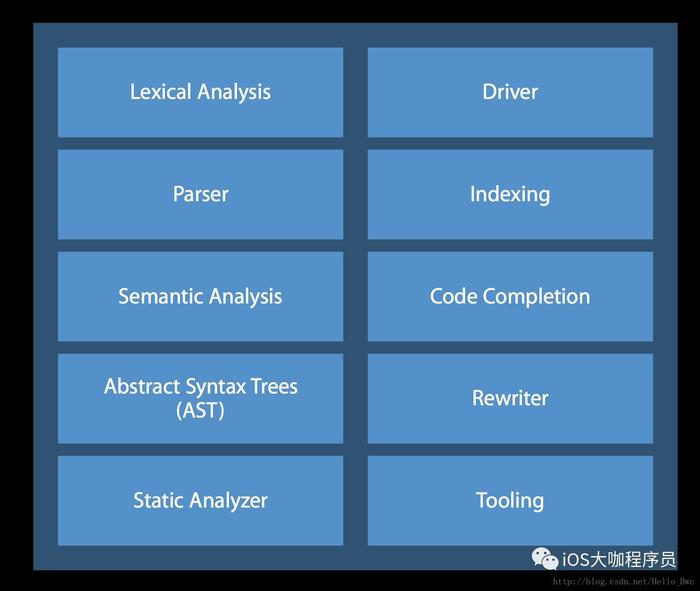 Lexical Analysis
Driver
Parser
Indexing
Semantic Analysis
Code Completion
Abstract Syntax Trees
(AST)
Rewriter
Static Analyzer
Tooling
iOS大咖程序员
http://blog.csdn.net/Hello_Hwc